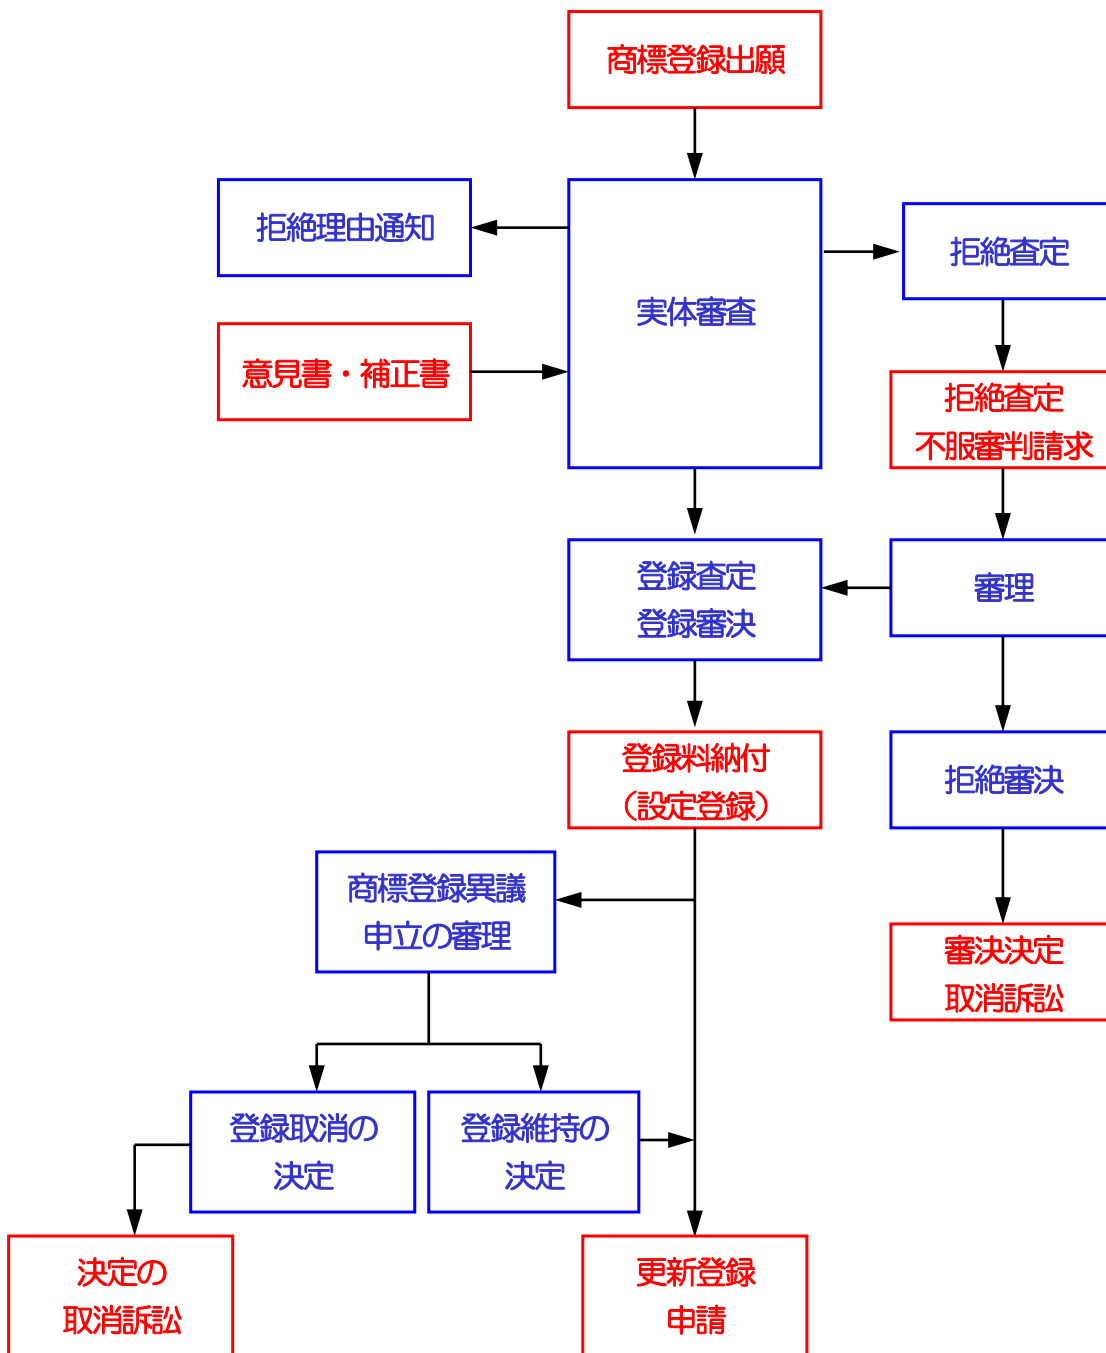 商標登録出願
拒絶理由通知
実体審査
拒絶査定
意見書・補正書
拒絶査定
不服審判請求
登録査定
登録審決
審理
登録料納付
(設定登録)
拒絶審決
商標登録異議
申立の審理
審決決定
取消訴訟
登録取消の
決定
登録維持の
決定
決定の
取消訴訟
更新登録
申請